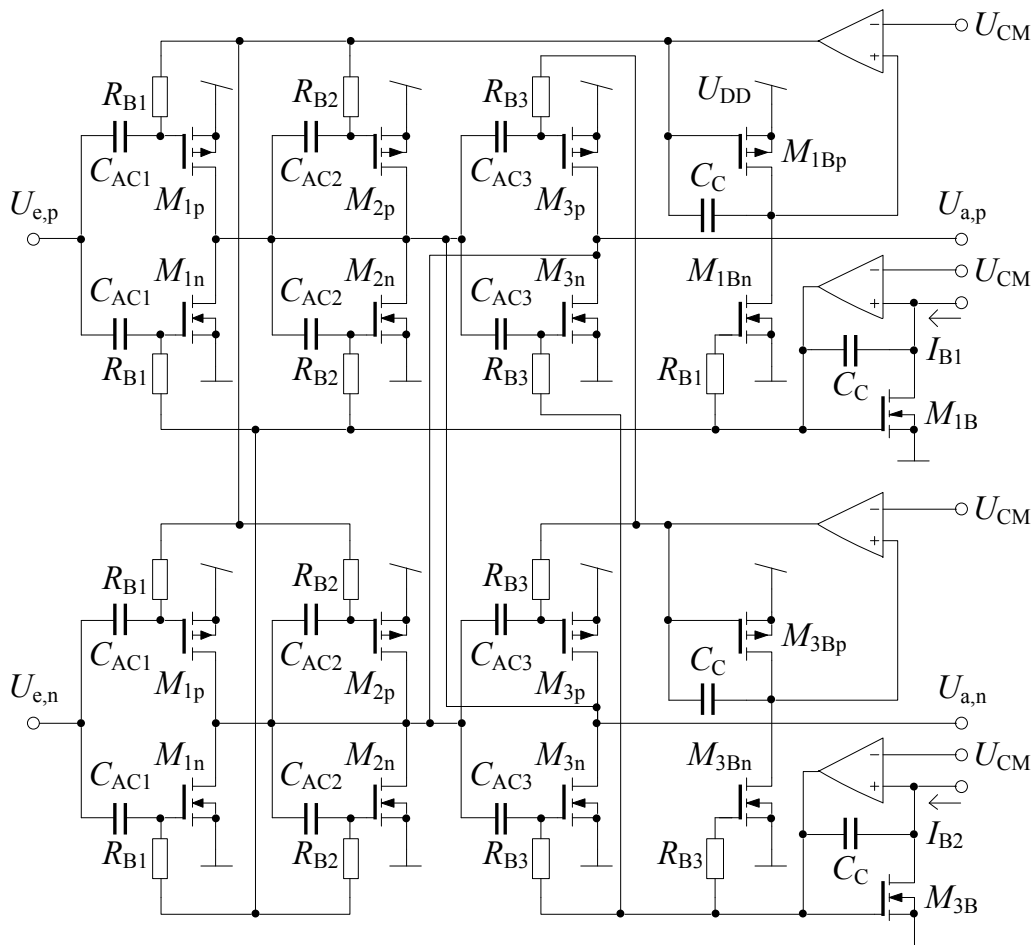 U_CM
R_B1 R_B2 R_B3 U_DD
M_1Bp
C_AC1 C_AC2 C_AC3 C_C
M_1p M_2p M_3p
U_e,p U_a,p
M_1n M_2n M_3n M_1Bn
C_AC1 C_AC2 C_AC3 U_CM
I_B1
R_B1 R_B2 R_B3 R_B1 C_C
M_1B
U_CM
R_B1 R_B2 R_B3
M_3Bp
C_AC1 C_AC2 C_AC3 C_C
M_1p M_2p M_3p
U_e,n U_a,n
M_1n M_2n M_3n M_3Bn U_CM
C_AC1 C_AC2 C_AC3
I_B2
R_B1 R_B2 R_B3 R_B3 C_C
M_3B